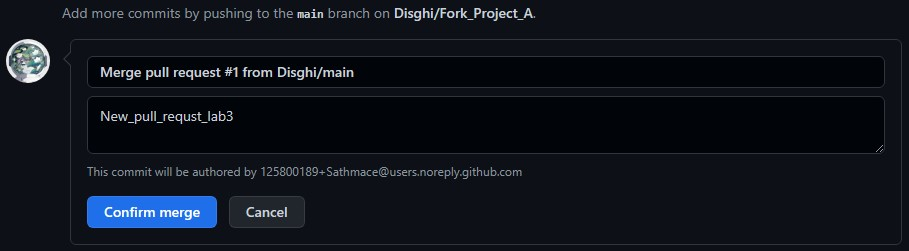 Add more commits by pushing to the main branch on Disghi/Fork_Project_A.
Merge pull request #1 from Disghi/main
New_pull_requst_lab3
This commit will be authored by 125800189+Sathmace@users.noreply.github.com
Confirm merge
Cancel